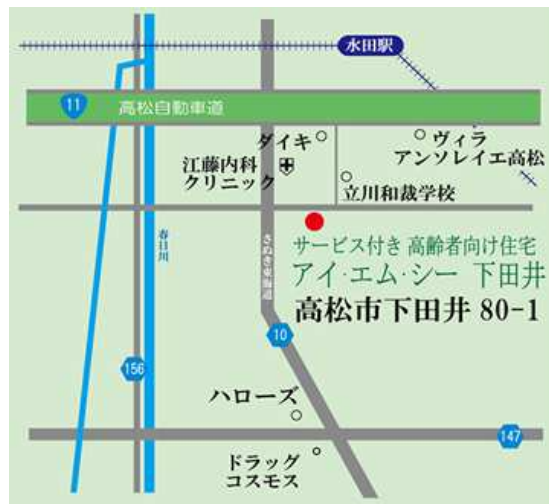 水田駅
11
高松自動車道
ダイキ
ヴィラ
アンソレイエ高松
江藤内科
クリニック
立川和裁学校
春日川
さぬき東街道
サービス付き 高齢者向け住宅
アイ・エム・シー 下田井
高松市下田井 80-1
10
156
ハローズ
147
ドラッグ
コスモス